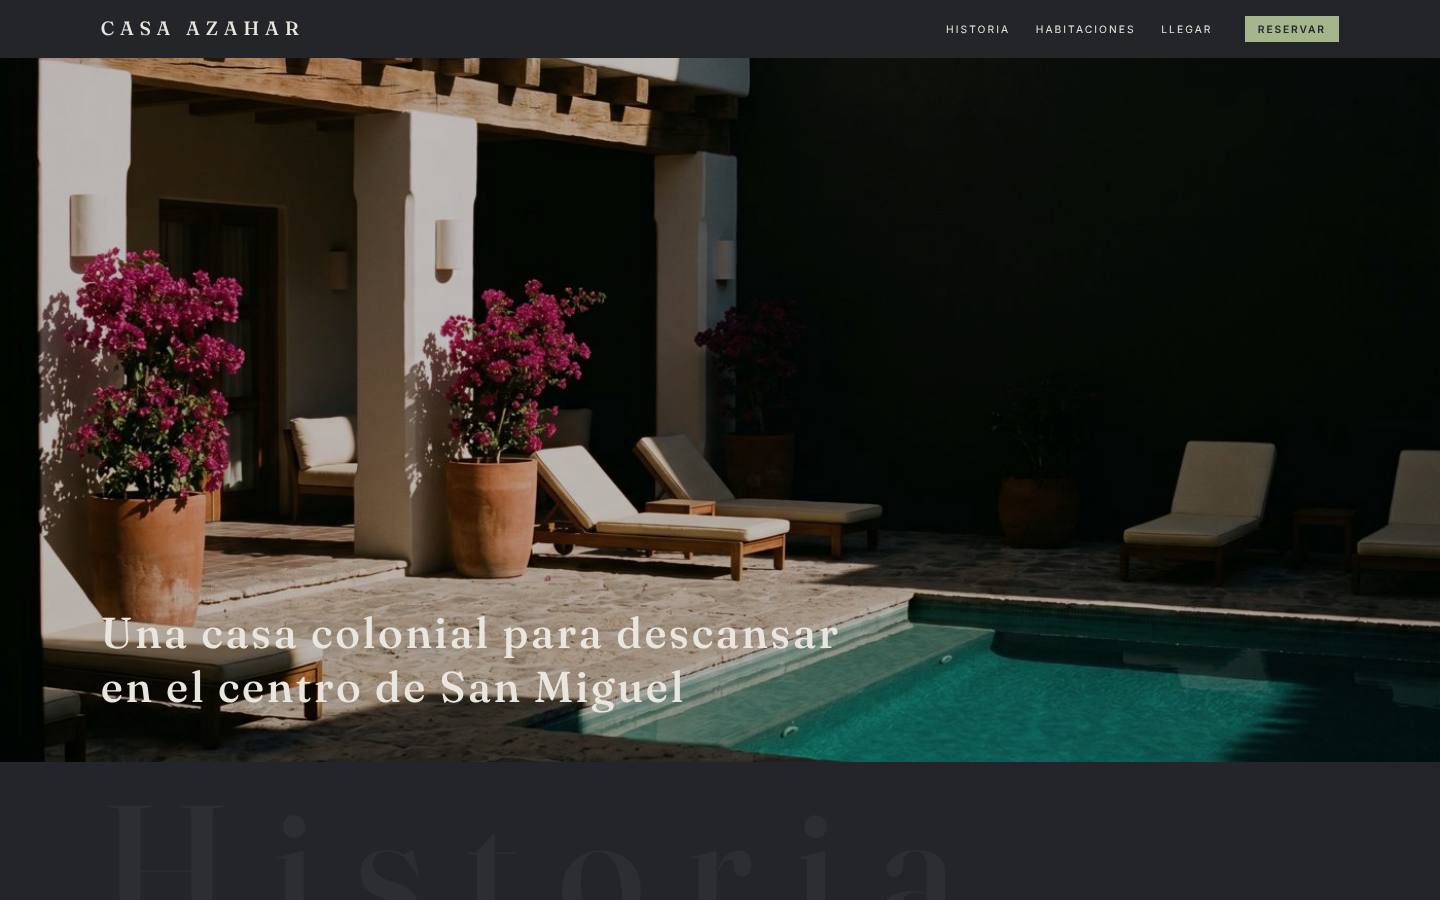 CASA AZAHAR
HISTORIA
HABITACIONES
LLEGAR
RESERVAR
Una casa colonial para descansar
en el centro de San Miguel
Historia